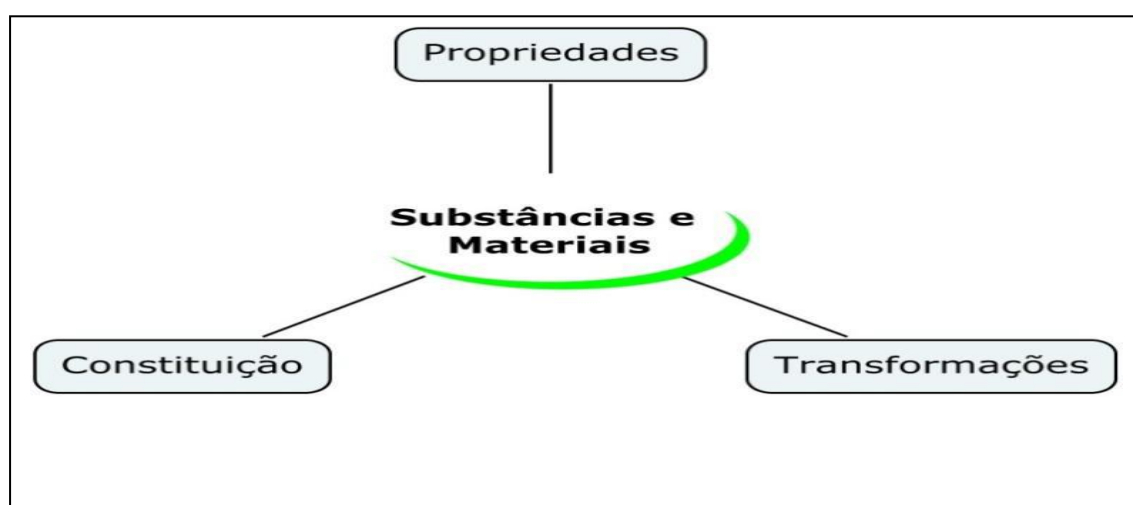 Propriedades
Substâncias e
Materiais
Constituição
Transformações